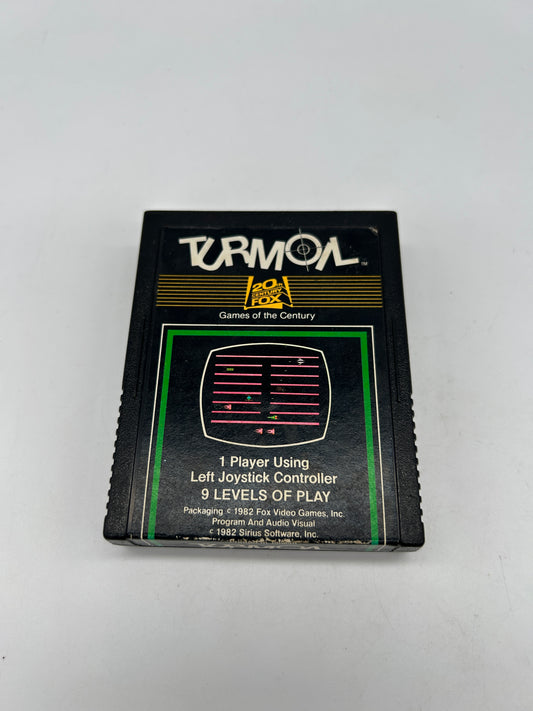 TURMOIL™
20th
CENTURY
FOX
Games of the Century
1 Player Using
Left Joystick Controller
9 LEVELS OF PLAY
Packaging © 1982 Fox Video Games, Inc.
Program And Audio Visual
© 1982 Sirius Software, Inc.